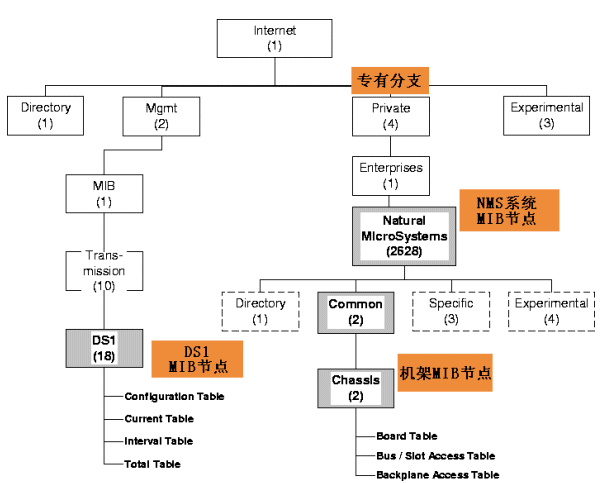 Internet
(1)
专有分支
Directory
(1)
Mgmt
(2)
Private
(4)
Experimental
(3)
MIB
(1)
Enterprises
(1)
Natural
MicroSystems
(2628)
NMS系统
MIB节点
Trans-
mission
(10)
Directory
(1)
Common
(2)
Specific
(3)
Experimental
(4)
DS1
(18)
DS1
MIB节点
Chassis
(2)
机架MIB节点
Configuration Table
Current Table
Interval Table
Total Table
Board Table
Bus / Slot Access Table
Backplane Access Table